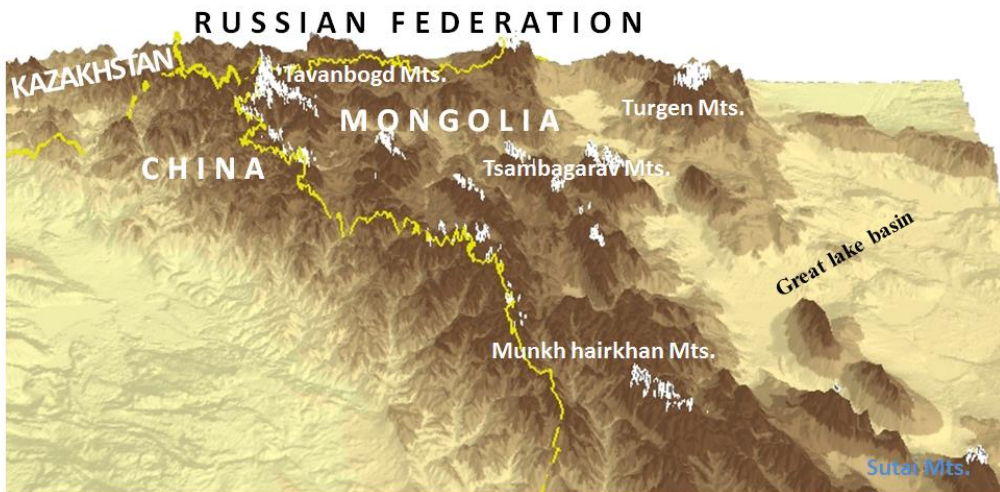 RUSSIAN FEDERATION
KAZAKHSTAN
Tavanbogd Mts.
Turgen Mts.
MONGOLIA
CHINA
Tsambagarav Mts.
Great lake basin
Munkh hairkhan Mts.
Sutai Mts.